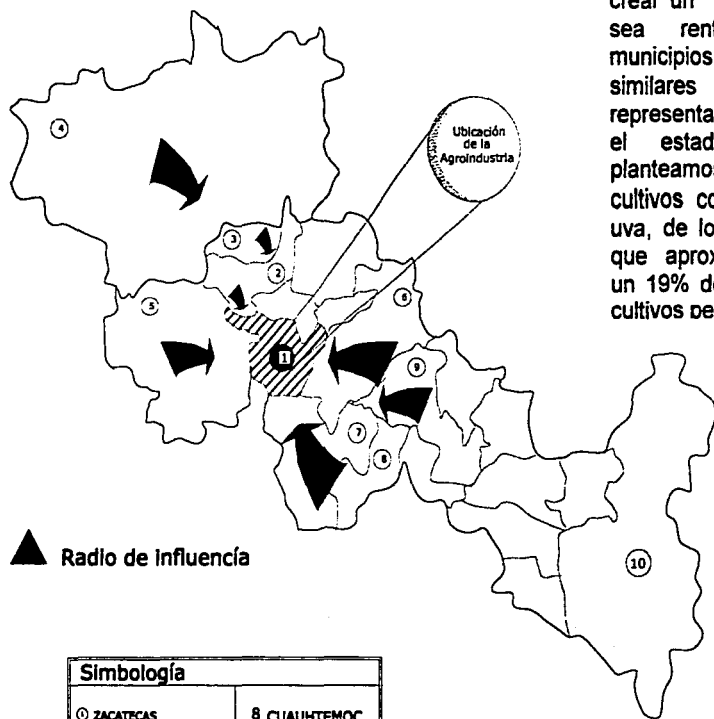 crear un
sea rent
municipios
similares
representa
el estad
planteamos
cultivos co
uva, de lo
que aprox
un 19% de
cultivos pe
Ubicación
de la
Agroindustria
4
3
2
5
6
1
9
7
8
10
Radio de influencía
Simbología
1 ZACATECAS
8 CUAUHTEMOC